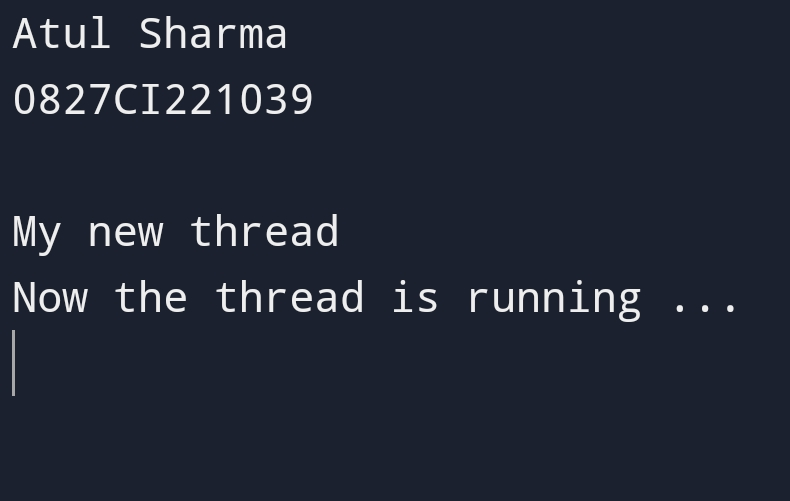 Atul Sharma
0827CI221039
My new thread
Now the thread is running ...